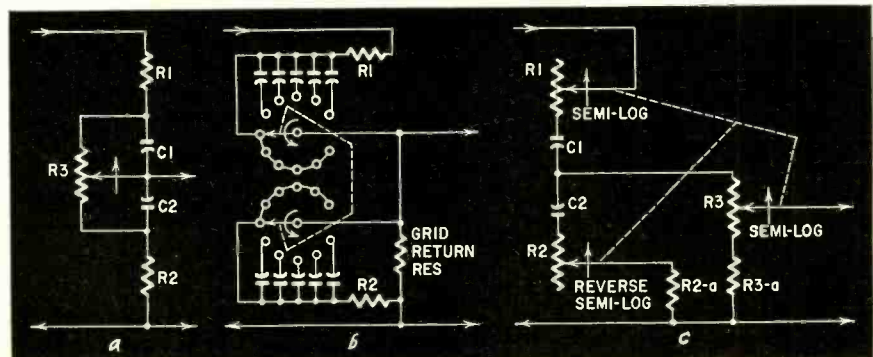 R1
R3
C1
C2
R2
a
R1
GRID
RETURN
RES
R2
b
R1
SEMI-LOG
C1
C2
R3
SEMI-LOG
R2
REVERSE
SEMI-LOG
R2-a
R3-a
c